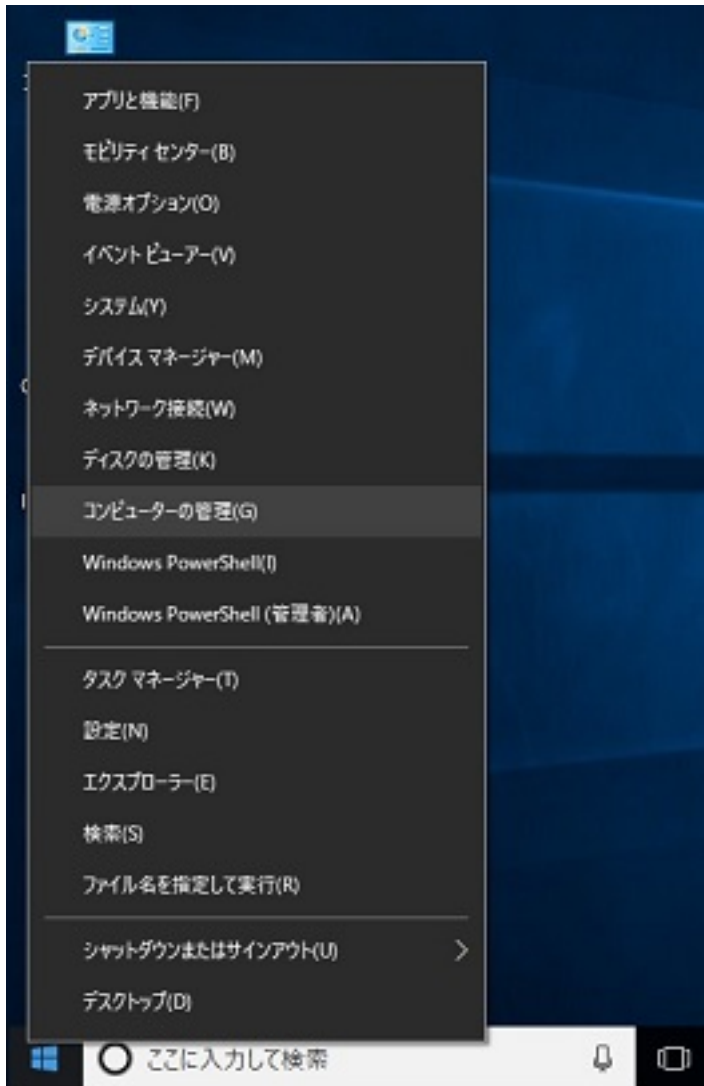 アプリと機能(F)
モビリティ センター(B)
電源オプション(O)
イベント ビューアー(V)
システム(Y)
デバイス マネージャー(M)
ネットワーク接続(W)
ディスクの管理(K)
コンピューターの管理(G)
Windows PowerShell(I)
Windows PowerShell (管理者)(A)
タスク マネージャー(T)
設定(N)
エクスプローラー(E)
検索(S)
ファイル名を指定して実行(R)
シャットダウンまたはサインアウト(U)
デスクトップ(D)
ここに入力して検索